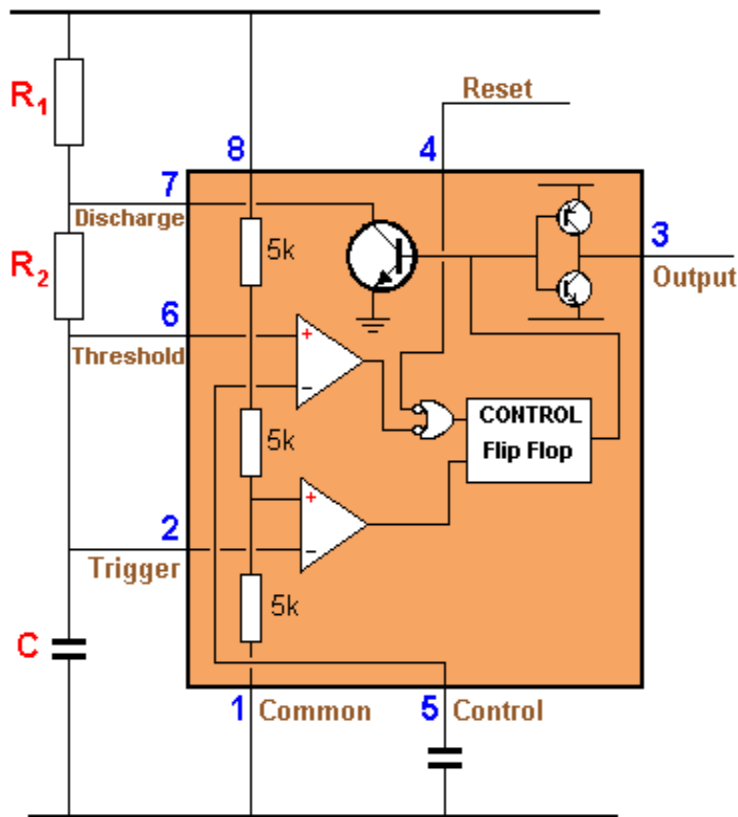 R1
Reset
8
4
7
Discharge
5k
3
Output
R2
6
Threshold
+
−
5k
CONTROL
Flip Flop
+
−
2
Trigger
5k
C
1 Common
5 Control